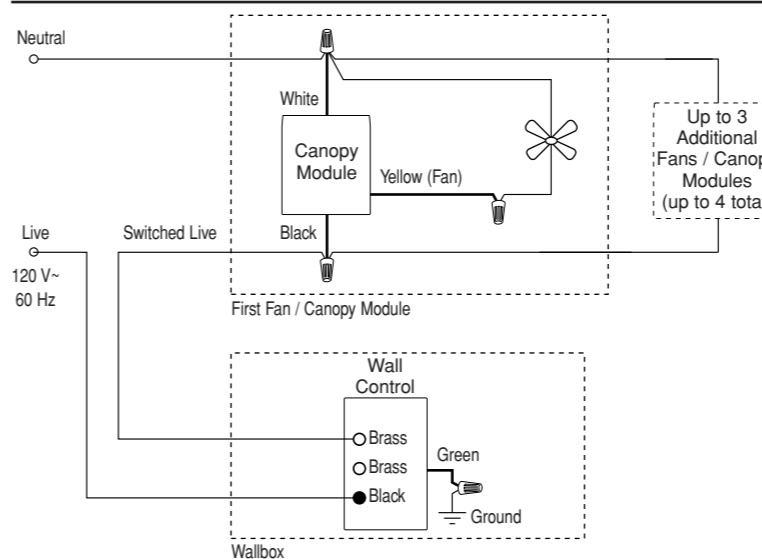 Neutral
White
Canopy
Module
Yellow (Fan)
Up to 3
Additional
Fans / Canop
Modules
(up to 4 tota
Live
Switched Live
Black
120 V~
60 Hz
First Fan / Canopy Module
Wall
Control
Brass
Green
Brass
Black
Ground
Wallbox